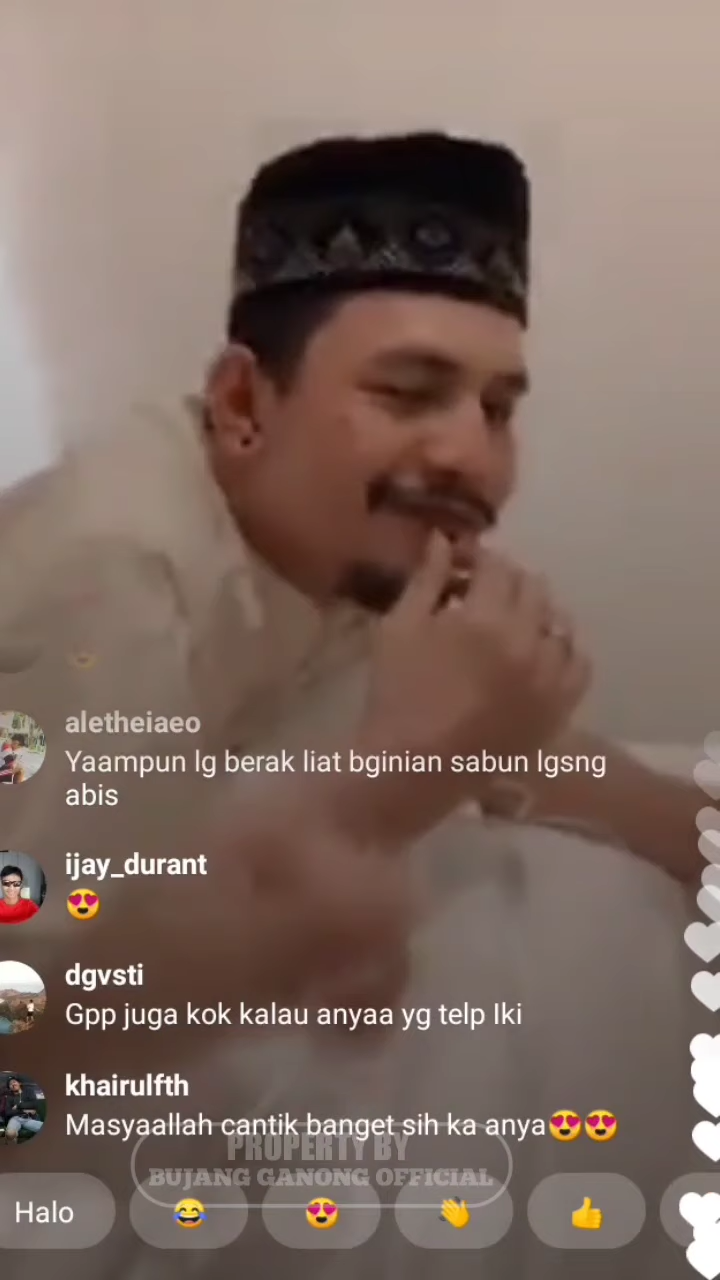 aletheiaeo
Yaampun lg berak liat bginian sabun lgsng
abis
ijay_durant
😍
dgvsti
Gpp juga kok kalau anyaa yg telp Iki
khairulfth
Masyaallah cantik banget sih ka anya😍😍
PROPERTY BY
BUJANG GANONG OFFICIAL
Halo 😂 😍 👏 👍